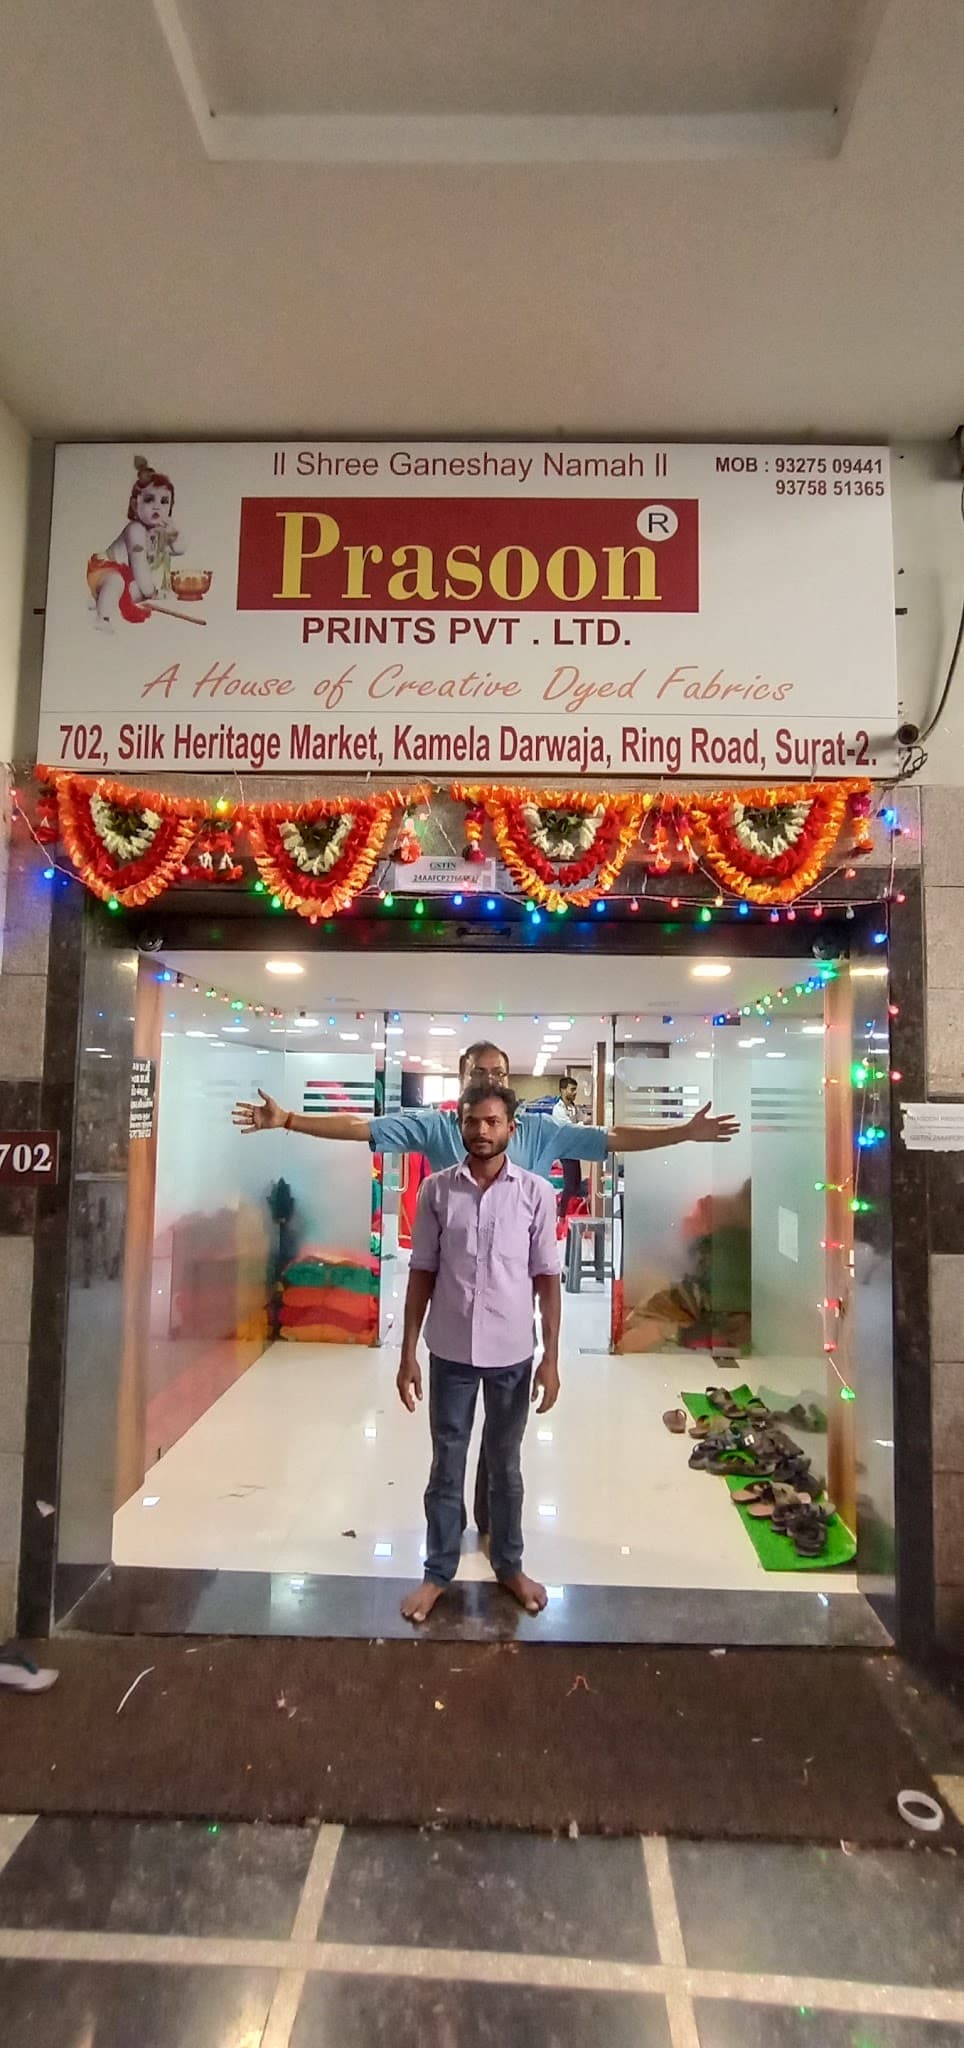 II Shree Ganeshay Namah II
MOB : 93275 09441
93758 51365
Prasoon
R
PRINTS PVT . LTD.
A House of Creative Dyed Fabrics
702, Silk Heritage Market, Kamela Darwaja, Ring Road, Surat-2.
GSTIN
702